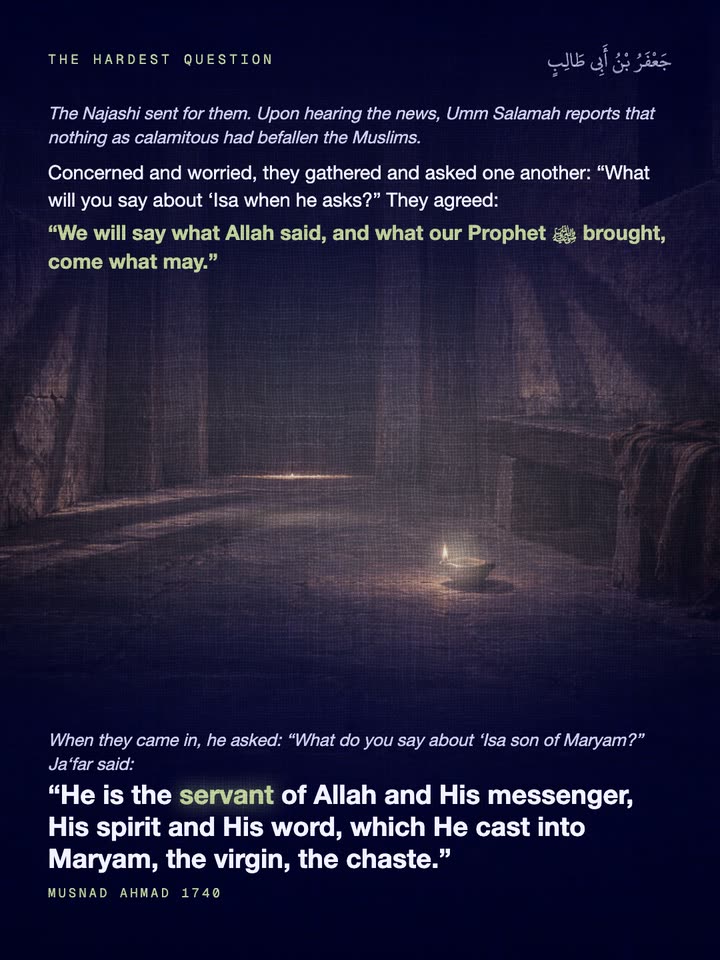 THE HARDEST QUESTION
جَعْفَرُ بْنُ أَبِي طَالِبٍ
The Najashi sent for them. Upon hearing the news, Umm Salamah reports that
nothing as calamitous had befallen the Muslims.
Concerned and worried, they gathered and asked one another: “What
will you say about ‘Isa when he asks?” They agreed:
“We will say what Allah said, and what our Prophet ﷺ brought,
come what may.”
When they came in, he asked: “What do you say about ‘Isa son of Maryam?”
Ja‘far said:
“He is the servant of Allah and His messenger,
His spirit and His word, which He cast into
Maryam, the virgin, the chaste.”
MUSNAD AHMAD 1740